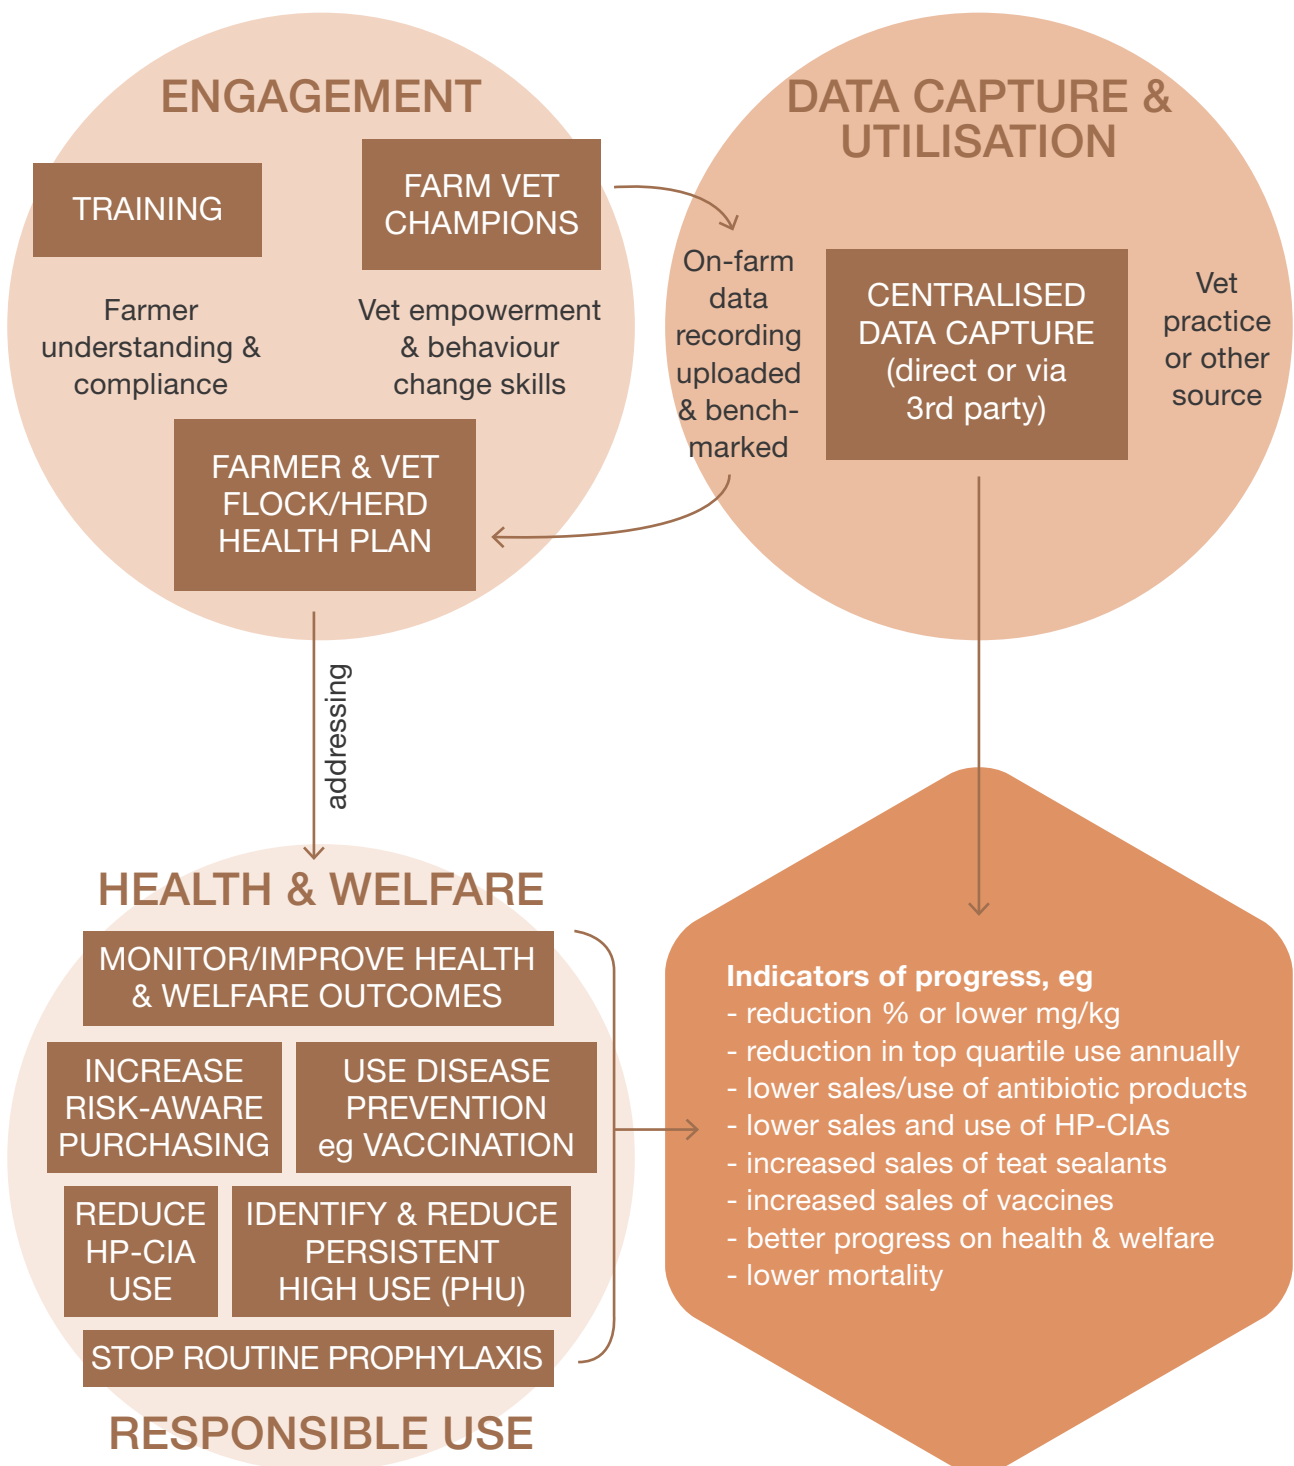 ENGAGEMENT
TRAINING
FARM VET
CHAMPIONS
Farmer
understanding &
compliance
Vet empowerment
& behaviour
change skills
FARMER & VET
FLOCK/HERD
HEALTH PLAN
DATA CAPTURE &
UTILISATION
On-farm
data
recording
uploaded
& bench-
marked
CENTRALISED
DATA CAPTURE
(direct or via
3rd party)
Vet
practice
or other
source
addressing
HEALTH & WELFARE
MONITOR/IMPROVE HEALTH
& WELFARE OUTCOMES
INCREASE
RISK-AWARE
PURCHASING
USE DISEASE
PREVENTION
eg VACCINATION
REDUCE
HP-CIA
USE
IDENTIFY & REDUCE
PERSISTENT
HIGH USE (PHU)
STOP ROUTINE PROPHYLAXIS
RESPONSIBLE USE
Indicators of progress, eg
- reduction % or lower mg/kg
- reduction in top quartile use annually
- lower sales/use of antibiotic products
- lower sales and use of HP-CIAs
- increased sales of teat sealants
- increased sales of vaccines
- better progress on health & welfare
- lower mortality